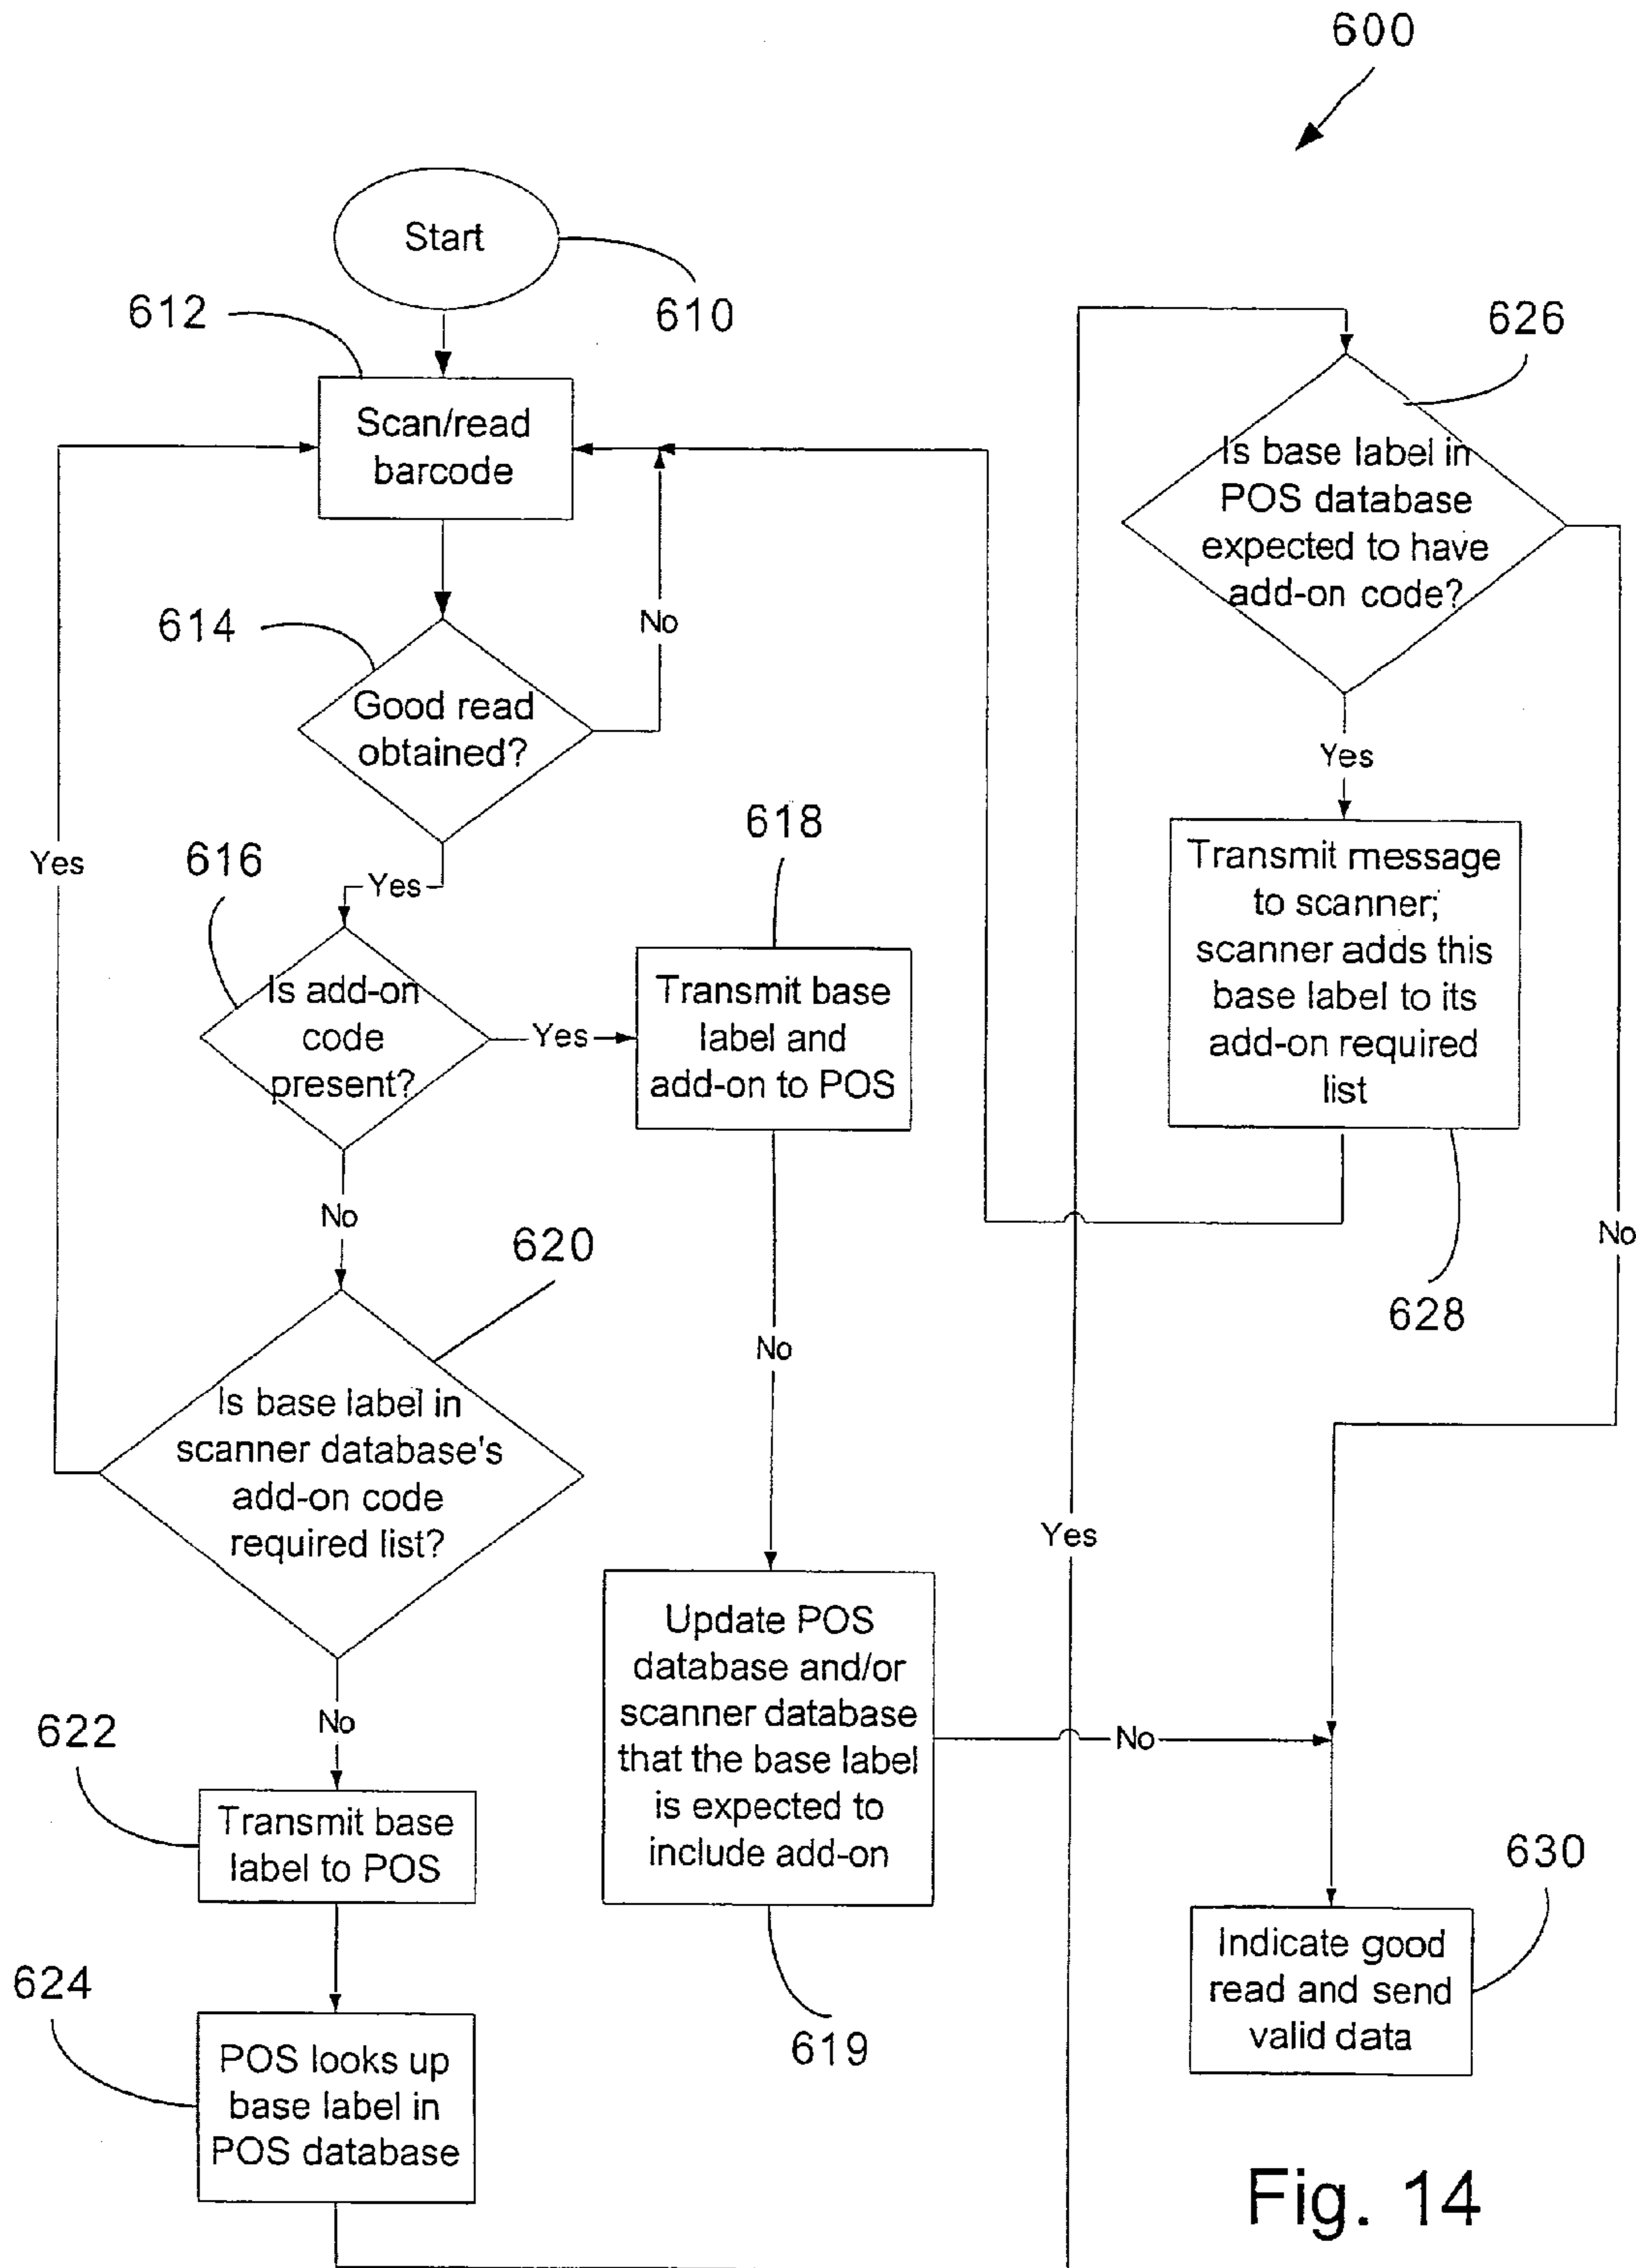 600
Start
610
612
Scan/read
barcode
626
Is base label in
POS database
expected to have
add-on code?
614
No
Good read
obtained?
Yes
Yes
618
Transmit message
to scanner;
scanner adds this
base label to its
add-on required
list
Yes
616
Yes
Is add-on
code
present?
Transmit base
label and
add-on to POS
No
No
628
620
No
Is base label in
scanner database's
add-on code
required list?
Yes
No
622
Transmit base
label to POS
Update POS
database and/or
scanner database
that the base label
is expected to
include add-on
No
630
Indicate good
read and send
valid data
624
POS looks up
base label in
POS database
619
Fig. 14